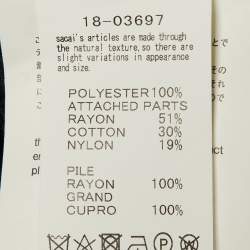 18-03697
sacai's articles are made through
the natural texture, so there are
slight variations in appearance
and size.
POLYESTER 100%
ATTACHED PARTS
RAYON 51%
COTTON 30%
NYLON 19%
PILE
RAYON 100%
GRAND
CUPRO 100%